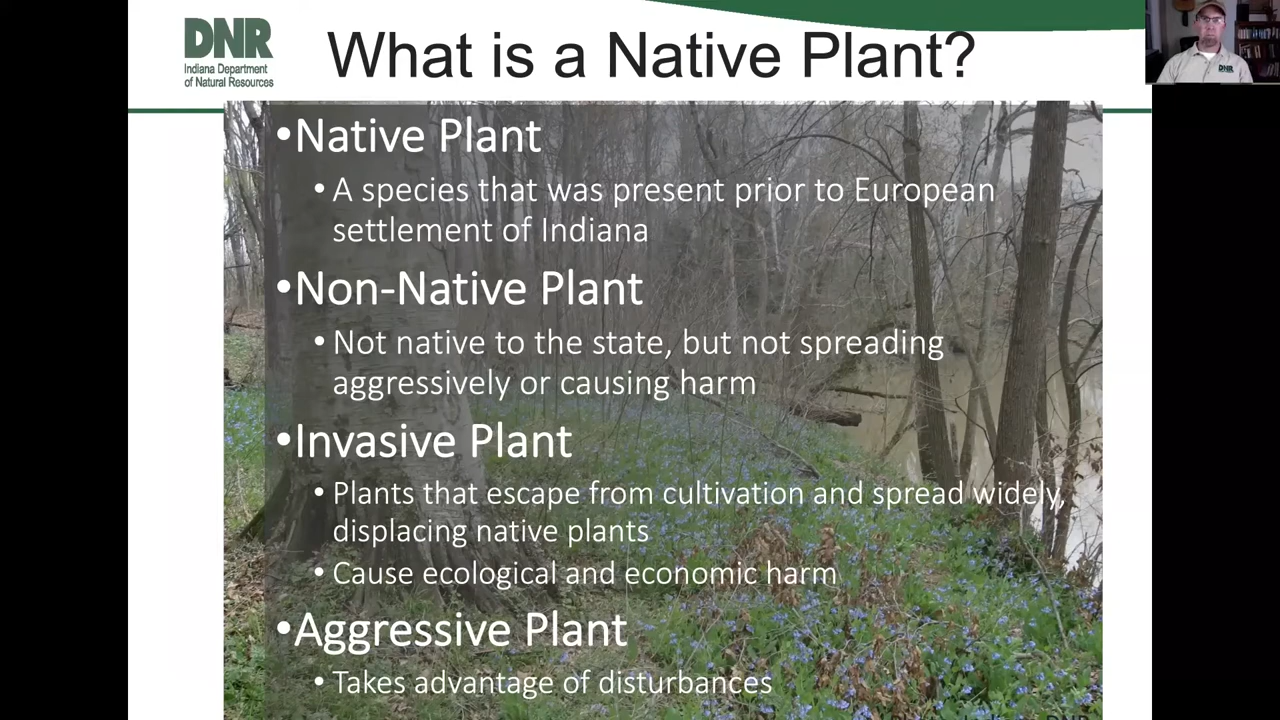 DNR
Indiana Department
of Natural Resources
What is a Native Plant?
•Native Plant
• A species that was present prior to European
settlement of Indiana
•Non-Native Plant
• Not native to the state, but not spreading
aggressively or causing harm
•Invasive Plant
• Plants that escape from cultivation and spread widely,
displacing native plants
• Cause ecological and economic harm
•Aggressive Plant
• Takes advantage of disturbances
DNR